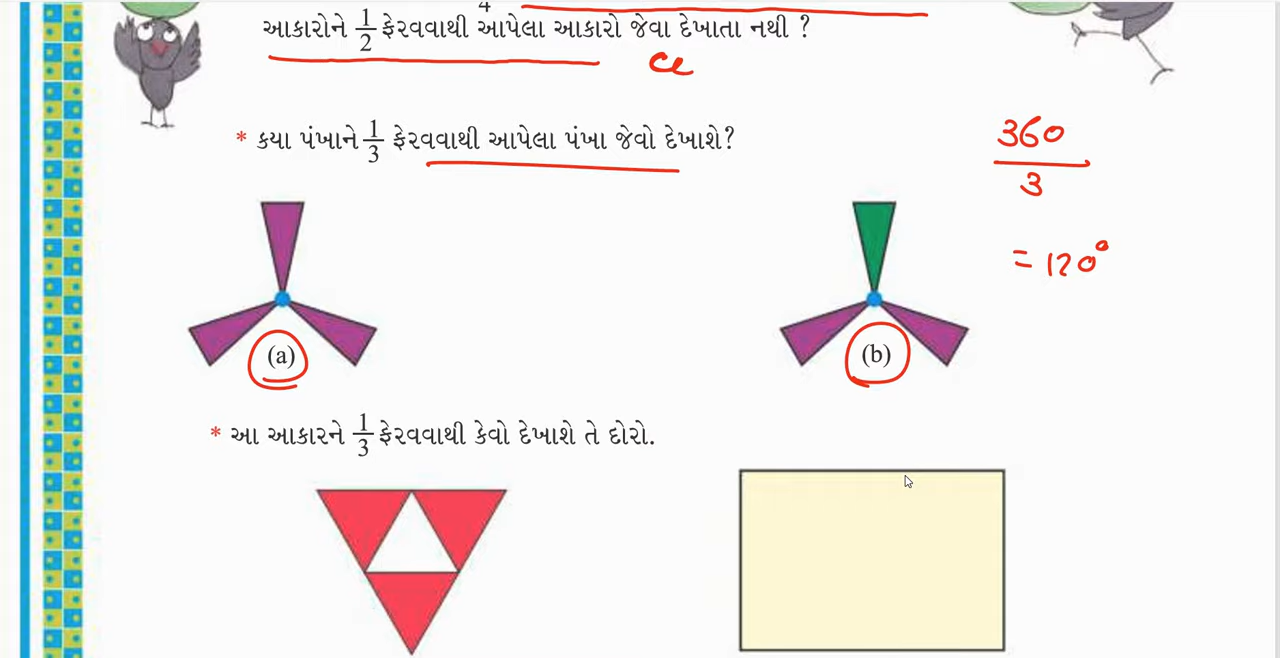 4
આકારોને 1/2 ફેરવવાથી આપેલા આકારો જેવા દેખાતા નથી ?
* કયા પંખાને 1/3 ફેરવવાથી આપેલા પંખા જેવો દેખાશે?
360
3
= 120°
(a)
(b)
* આ આકારને 1/3 ફેરવવાથી કેવો દેખાશે તે દોરો.